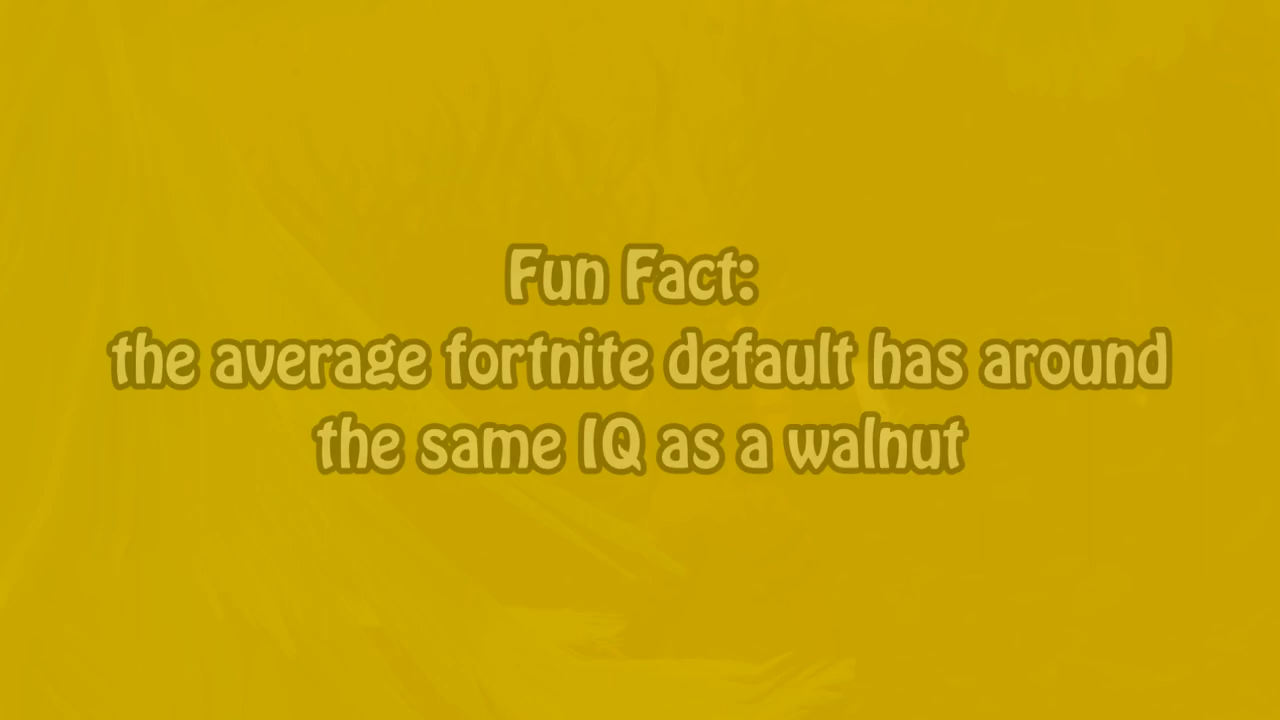 Fun Fact:
the average fortnite default has around
the same IQ as a walnut